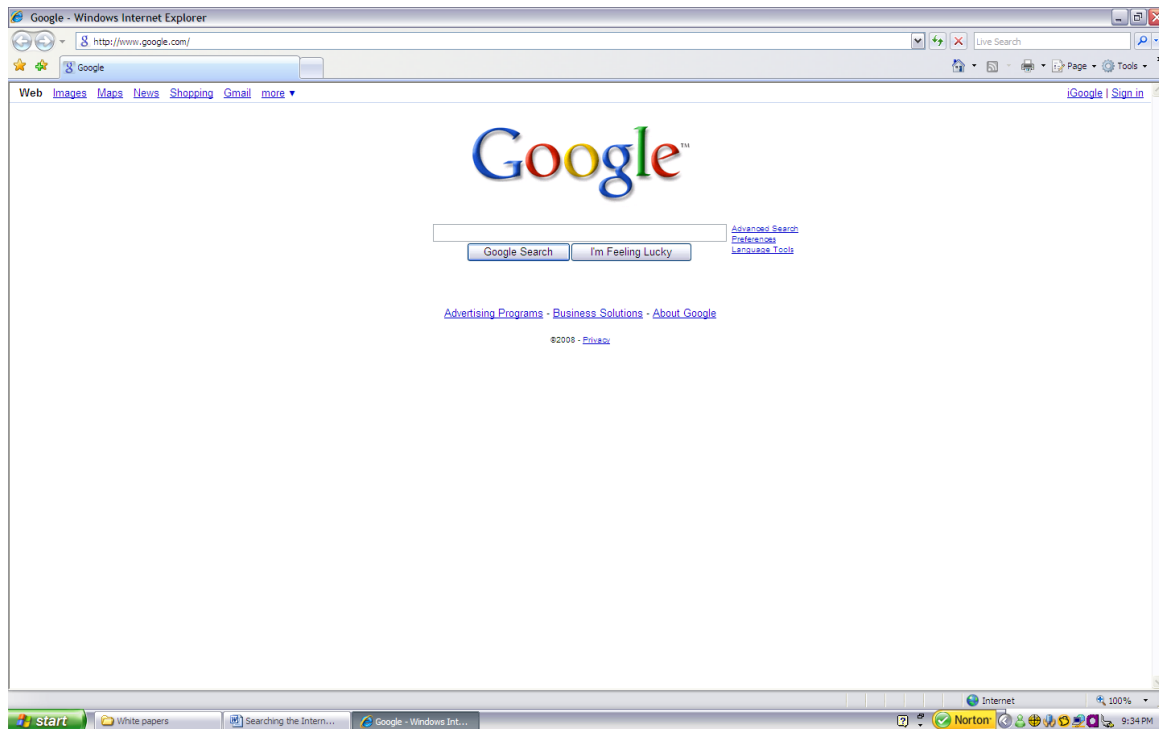 Google - Windows Internet Explorer
http://www.google.com/ Live Search
Google Page Tools
Web Images Maps News Shopping Gmail more ▼ iGoogle | Sign in
Google™
Advanced Search
Preferences
Google Search I'm Feeling Lucky Language Tools
Advertising Programs - Business Solutions - About Google
©2008 - Privacy
Internet 100%
start White papers Searching the Intern... Google - Windows Int... Norton 9:34 PM